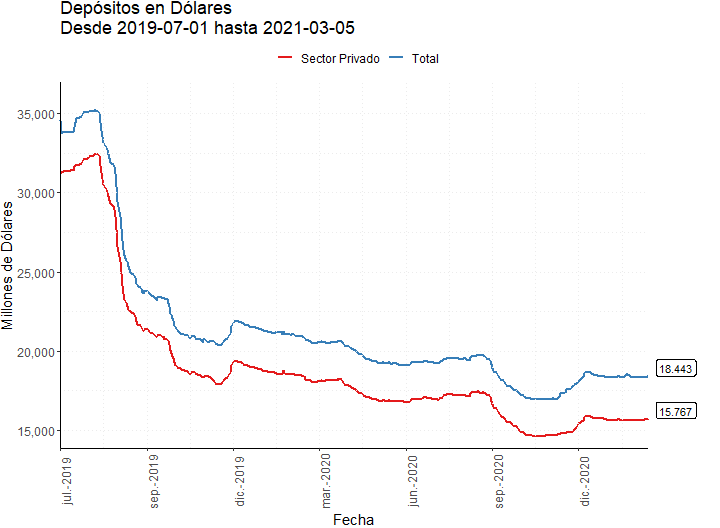 Depósitos en Dólares
Desde 2019-07-01 hasta 2021-03-05
Sector Privado
Total
Millones de Dólares
35,000
30,000
25,000
20,000
15,000
18.443
15.767
jul.-2019
sep.-2019
dic.-2019
mar.-2020
jun.-2020
sep.-2020
dic.-2020
Fecha